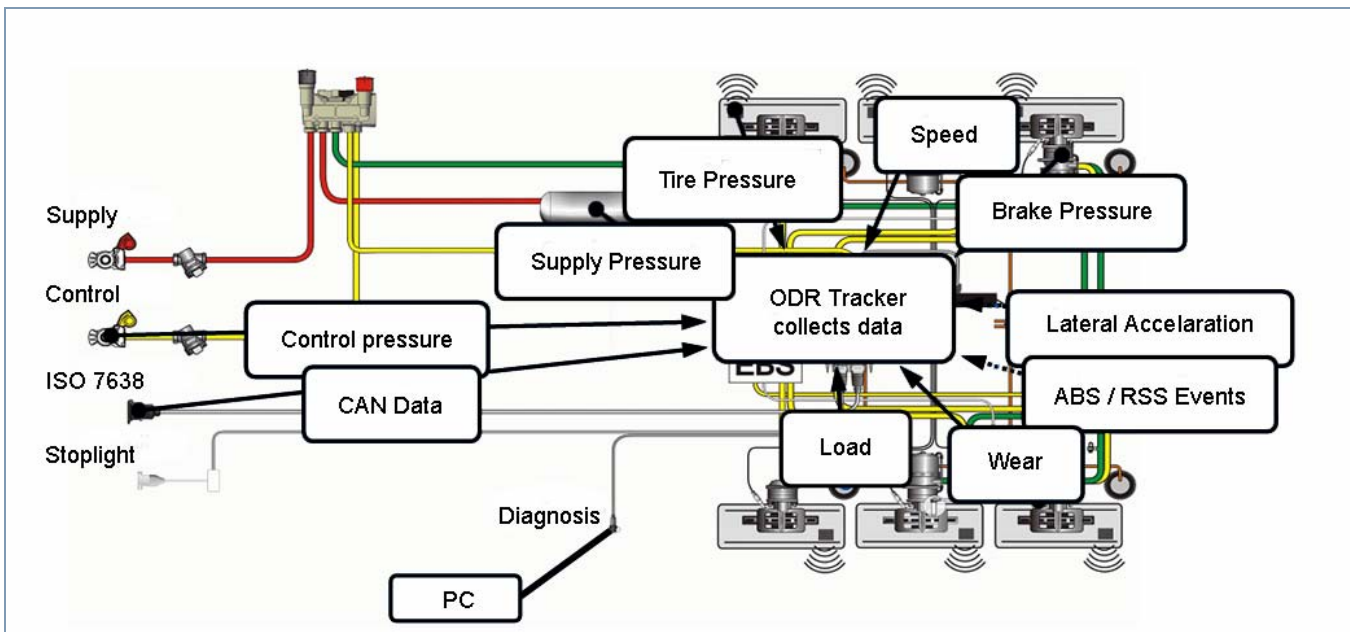 Speed
Tire Pressure
Brake Pressure
Supply
Supply Pressure
ODR Tracker
collects data
Control
Control pressure
Lateral Accelaration
EBS
ISO 7638
CAN Data
ABS / RSS Events
Load
Wear
Stoplight
Diagnosis
PC